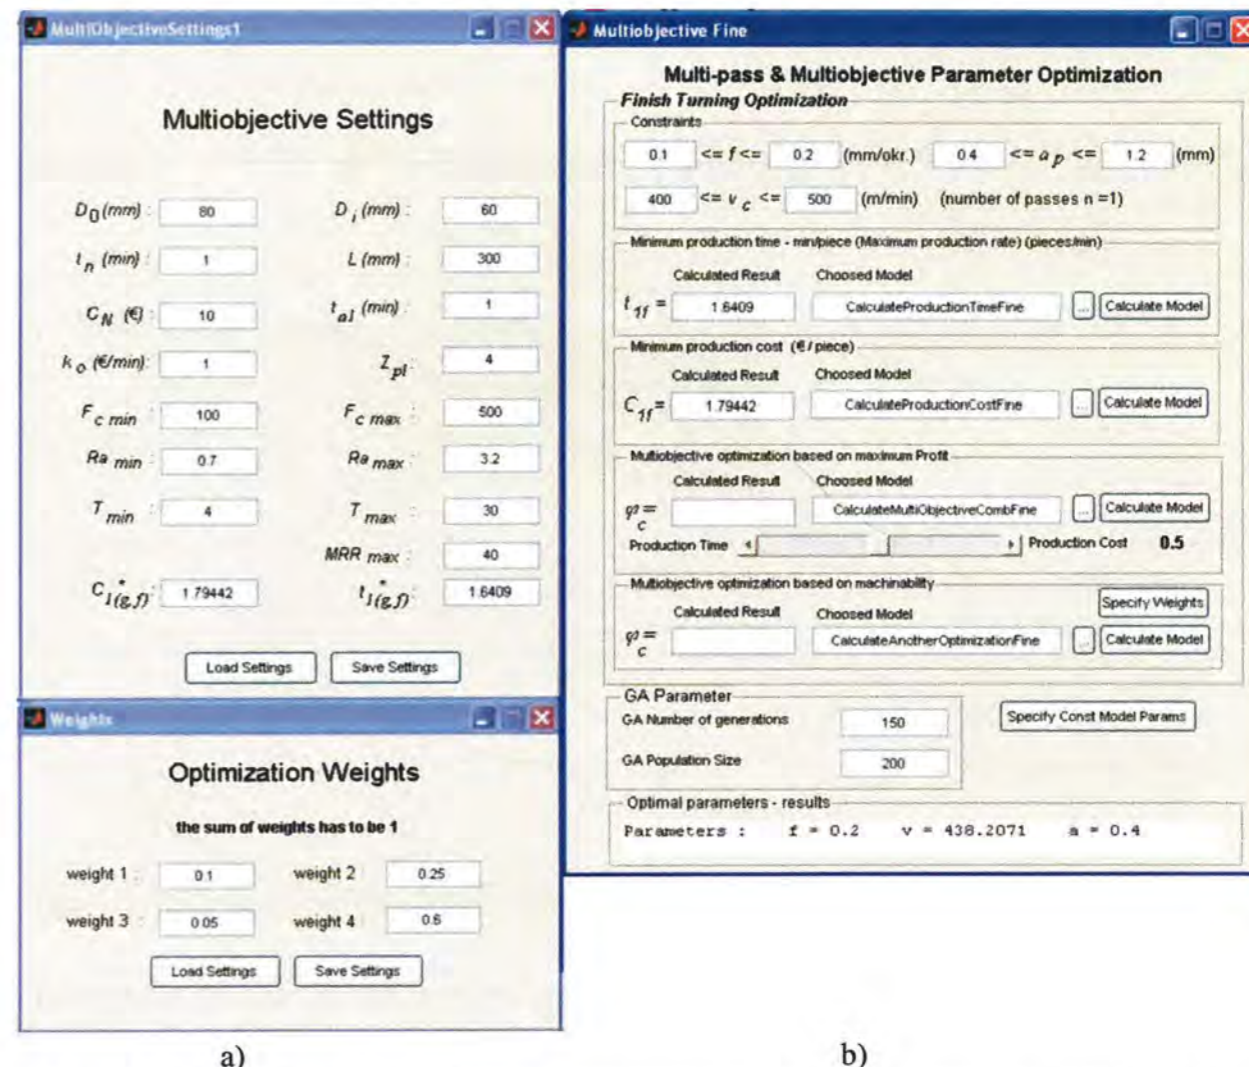 MultiObjectiveSettings1
Multiobjective Settings
D0(mm) : 80 Di(mm) : 60
tn (min) : 1 L (mm) : 300
CN (€) : 10 ta1 (min) : 1
ko (€/min): 1 Zpl: 4
Fc min : 100 Fc max : 500
Ra min : 0.7 Ra max : 3.2
Tmin : 4 Tmax : 30
MRR max : 40
C*1(g,f): 1.79442 t*1(g,f): 1.6409
Load Settings Save Settings
Weights
Optimization Weights
the sum of weights has to be 1
weight 1 : 0.1 weight 2 : 0.25
weight 3 : 0.05 weight 4 : 0.6
Load Settings Save Settings
a)
Multiobjective Fine
Multi-pass & Multiobjective Parameter Optimization
Finish Turning Optimization
Constraints
0.1 <= f <= 0.2 (mm/okr.) 0.4 <= ap <= 1.2 (mm)
400 <= vc <= 500 (m/min) (number of passes n =1)
Minimum production time - min/piece (Maximum production rate) (pieces/min)
Calculated Result Choosed Model
t1f = 1.6409 CalculateProductionTimeFine ... Calculate Model
Minimum production cost (€ / piece)
Calculated Result Choosed Model
C1f = 1.79442 CalculateProductionCostFine ... Calculate Model
Multiobjective optimization based on maximum Profit
Calculated Result Choosed Model
φc = CalculateMultiObjectiveCombFine ... Calculate Model
Production Time Production Cost 0.5
Multiobjective optimization based on machinability
Specify Weights
Calculated Result Choosed Model
φc = CalculateAnotherOptimizationFine ... Calculate Model
GA Parameter
GA Number of generations 150
Specify Const Model Params
GA Population Size 200
Optimal parameters - results
Parameters : f = 0.2 v = 438.2071 a = 0.4
b)